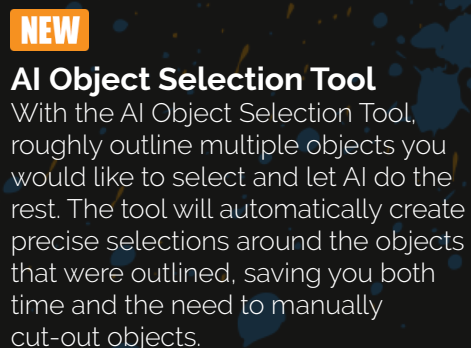 NEW
AI Object Selection Tool
With the AI Object Selection Tool,
roughly outline multiple objects you
would like to select and let AI do the
rest. The tool will automatically create
precise selections around the objects
that were outlined, saving you both
time and the need to manually
cut-out objects.